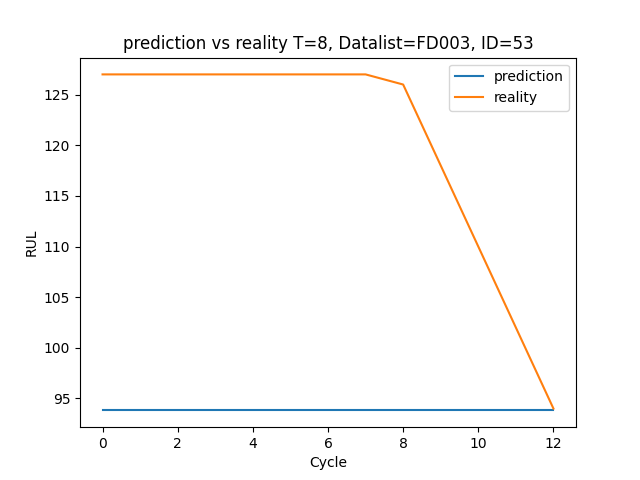 prediction vs reality T=8, Datalist=FD003, ID=53
prediction
reality
125
120
115
110
105
100
95
RUL
0 2 4 6 8 10 12
Cycle